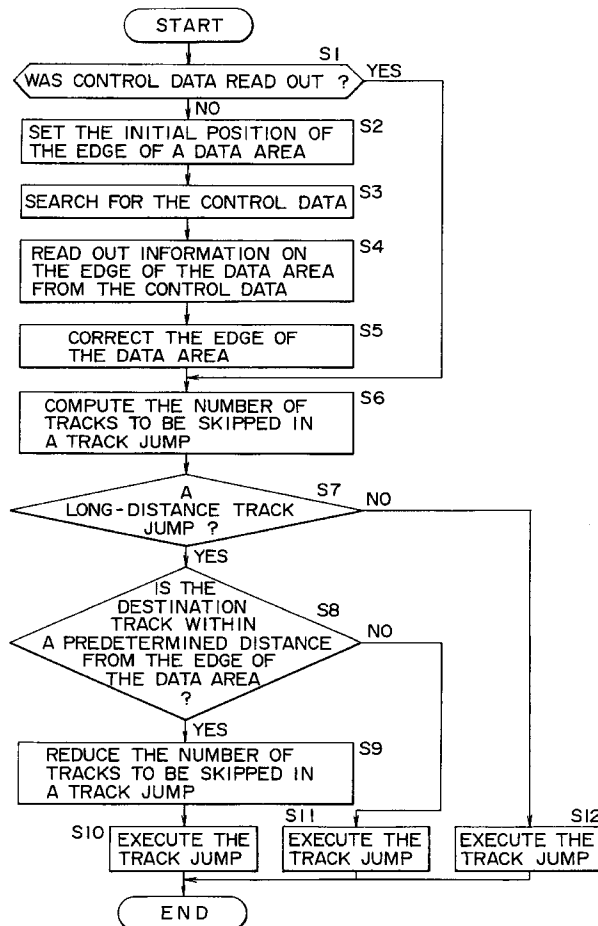 START
S1
WAS CONTROL DATA READ OUT ?
YES
NO
S2
SET THE INITIAL POSITION OF
THE EDGE OF A DATA AREA
S3
SEARCH FOR THE CONTROL DATA
S4
READ OUT INFORMATION ON
THE EDGE OF THE DATA AREA
FROM THE CONTROL DATA
S5
CORRECT THE EDGE OF
THE DATA AREA
S6
COMPUTE THE NUMBER OF
TRACKS TO BE SKIPPED IN
A TRACK JUMP
S7
A
LONG-DISTANCE TRACK
JUMP ?
NO
YES
S8
IS THE
DESTINATION
TRACK WITHIN
A PREDETERMINED DISTANCE
FROM THE EDGE OF
THE DATA AREA
?
NO
YES
S9
REDUCE THE NUMBER OF
TRACKS TO BE SKIPPED IN
A TRACK JUMP
S10
EXECUTE THE
TRACK JUMP
S11
EXECUTE THE
TRACK JUMP
S12
EXECUTE THE
TRACK JUMP
END